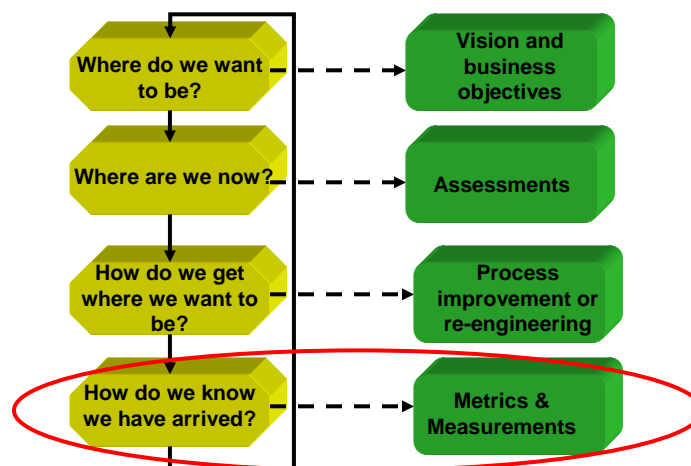 Where do we want
to be?
Vision and
business
objectives
Where are we now?
Assessments
How do we get
where we want to
be?
Process
improvement or
re-engineering
How do we know
we have arrived?
Metrics &
Measurements